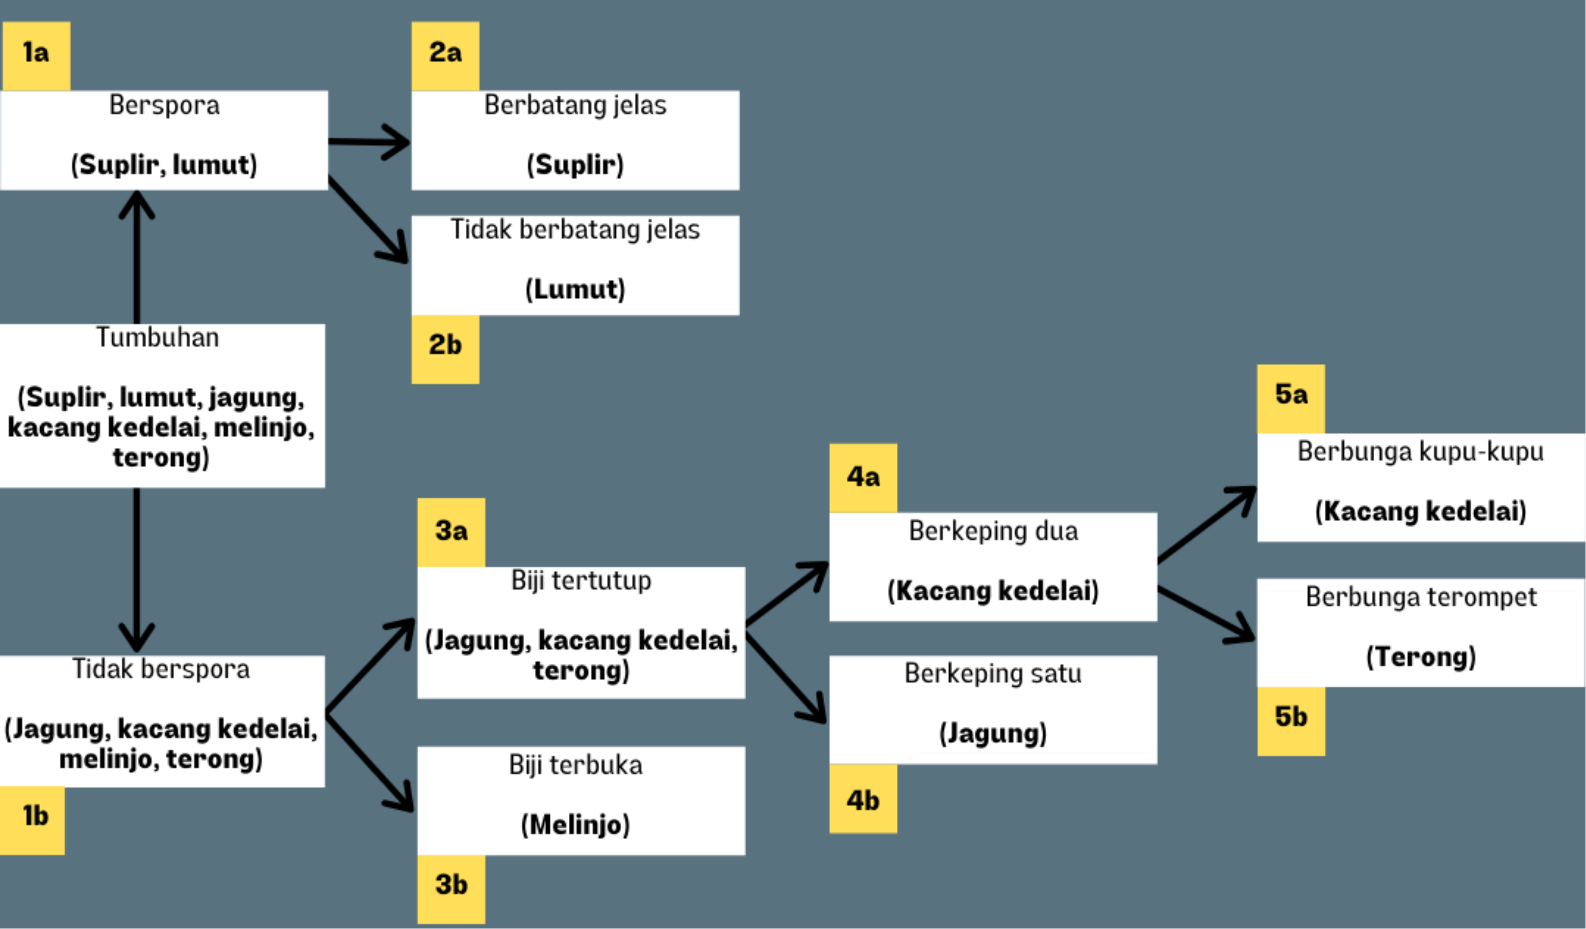 1a
Berspora
(Suplir, lumut)
2a
Berbatang jelas
(Suplir)
Tidak berbatang jelas
(Lumut)
2b
Tumbuhan
(Suplir, lumut, jagung,
kacang kedelai, melinjo,
terong)
Tidak berspora
(Jagung, kacang kedelai,
melinjo, terong)
1b
3a
Biji tertutup
(Jagung, kacang kedelai,
terong)
Biji terbuka
(Melinjo)
3b
4a
Berkeping dua
(Kacang kedelai)
Berkeping satu
(Jagung)
4b
5a
Berbunga kupu-kupu
(Kacang kedelai)
Berbunga terompet
(Terong)
5b